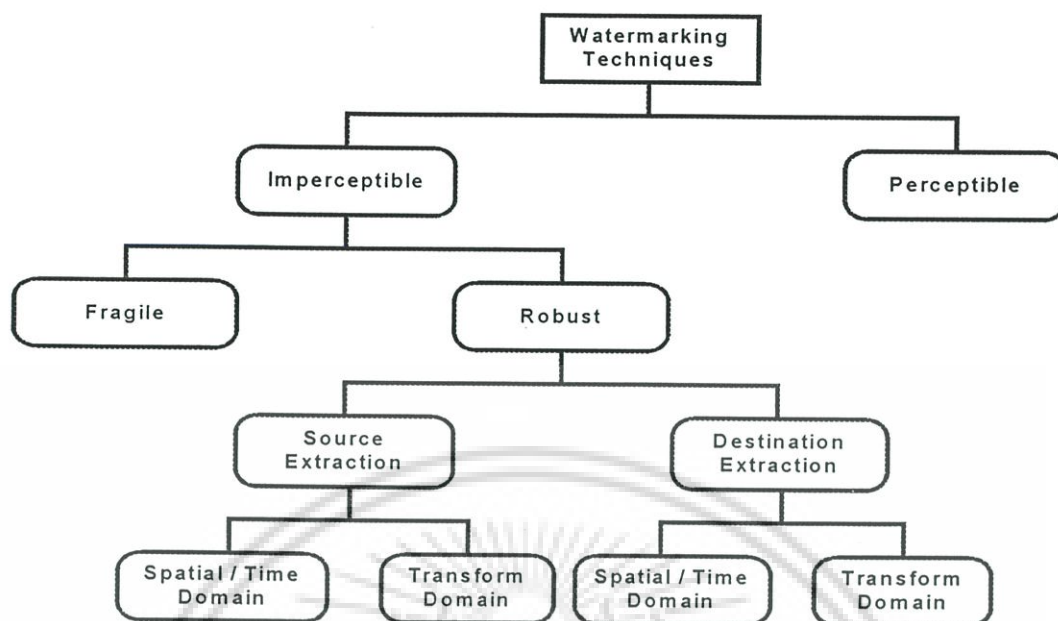 Watermarking
Techniques
Imperceptible
Perceptible
Fragile
Robust
Source
Extraction
Destination
Extraction
Spatial / Time
Domain
Transform
Domain
Spatial / Time
Domain
Transform
Domain